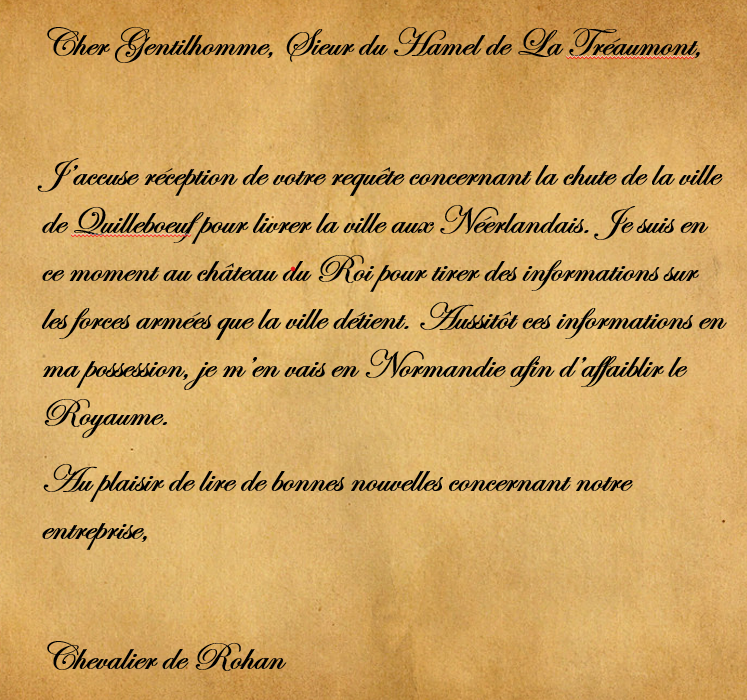 Cher Gentilhomme, Sieur du Hamel de La Tréaumont,
J'accuse réception de votre requête concernant la chute de la ville
de Quilleboeuf pour livrer la ville aux Néerlandais. Je suis en
ce moment au château du Roi pour tirer des informations sur
les forces armées que la ville détient. Aussitôt ces informations en
ma possession, je m'en vais en Normandie afin d'affaiblir le
Royaume.
Au plaisir de lire de bonnes nouvelles concernant notre
entreprise,
Chevalier de Rohan